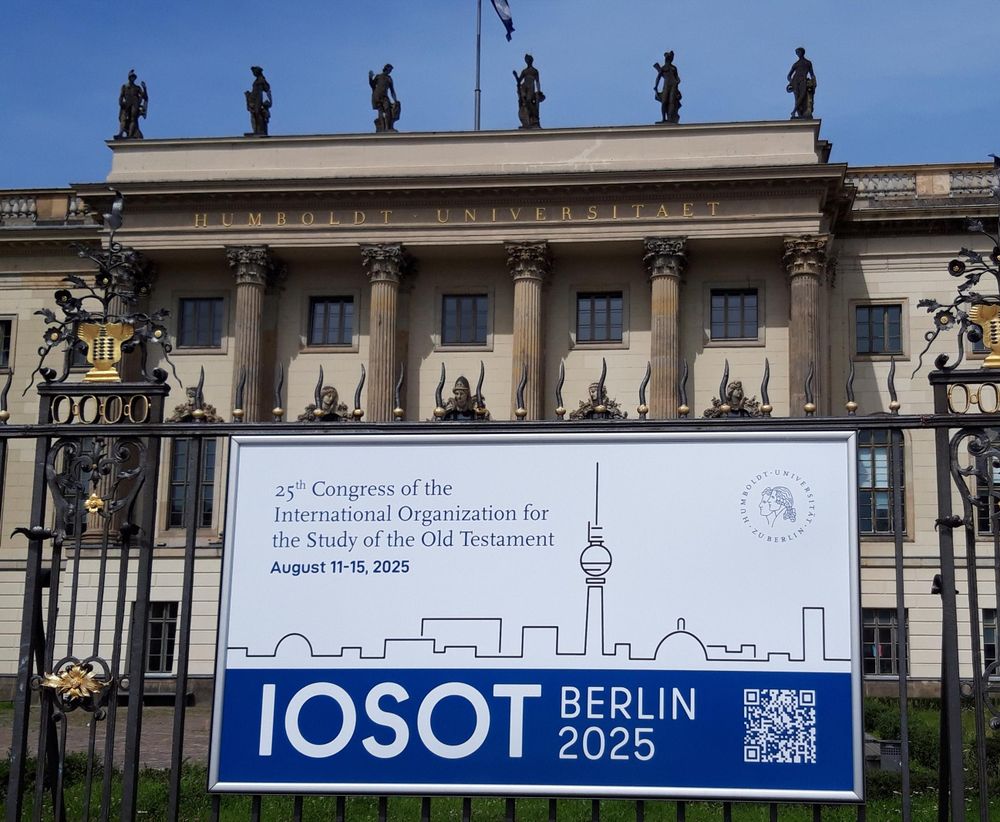 HUMBOLDT · UNIVERSITAET
25th Congress of the
International Organization for
the Study of the Old Testament
August 11-15, 2025
HUMBOLDT-UNIVERSITÄT
ZU BERLIN
IOSOT
BERLIN
2025